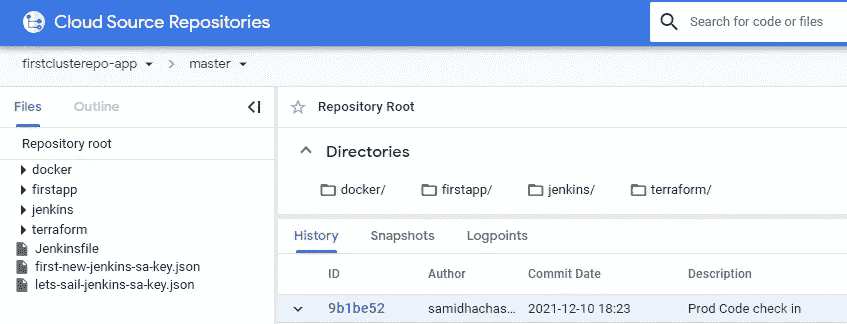 Cloud Source Repositories
Search for code or files
firstclusterepo-app > master
Files Outline
Repository root
docker
firstapp
jenkins
terraform
Jenkinsfile
first-new-jenkins-sa-key.json
lets-sail-jenkins-sa-key.json
Repository Root
Directories
docker/ firstapp/ jenkins/ terraform/
History Snapshots Logpoints
ID Author Commit Date Description
9b1be52 samidhachas... 2021-12-10 18:23 Prod Code check in